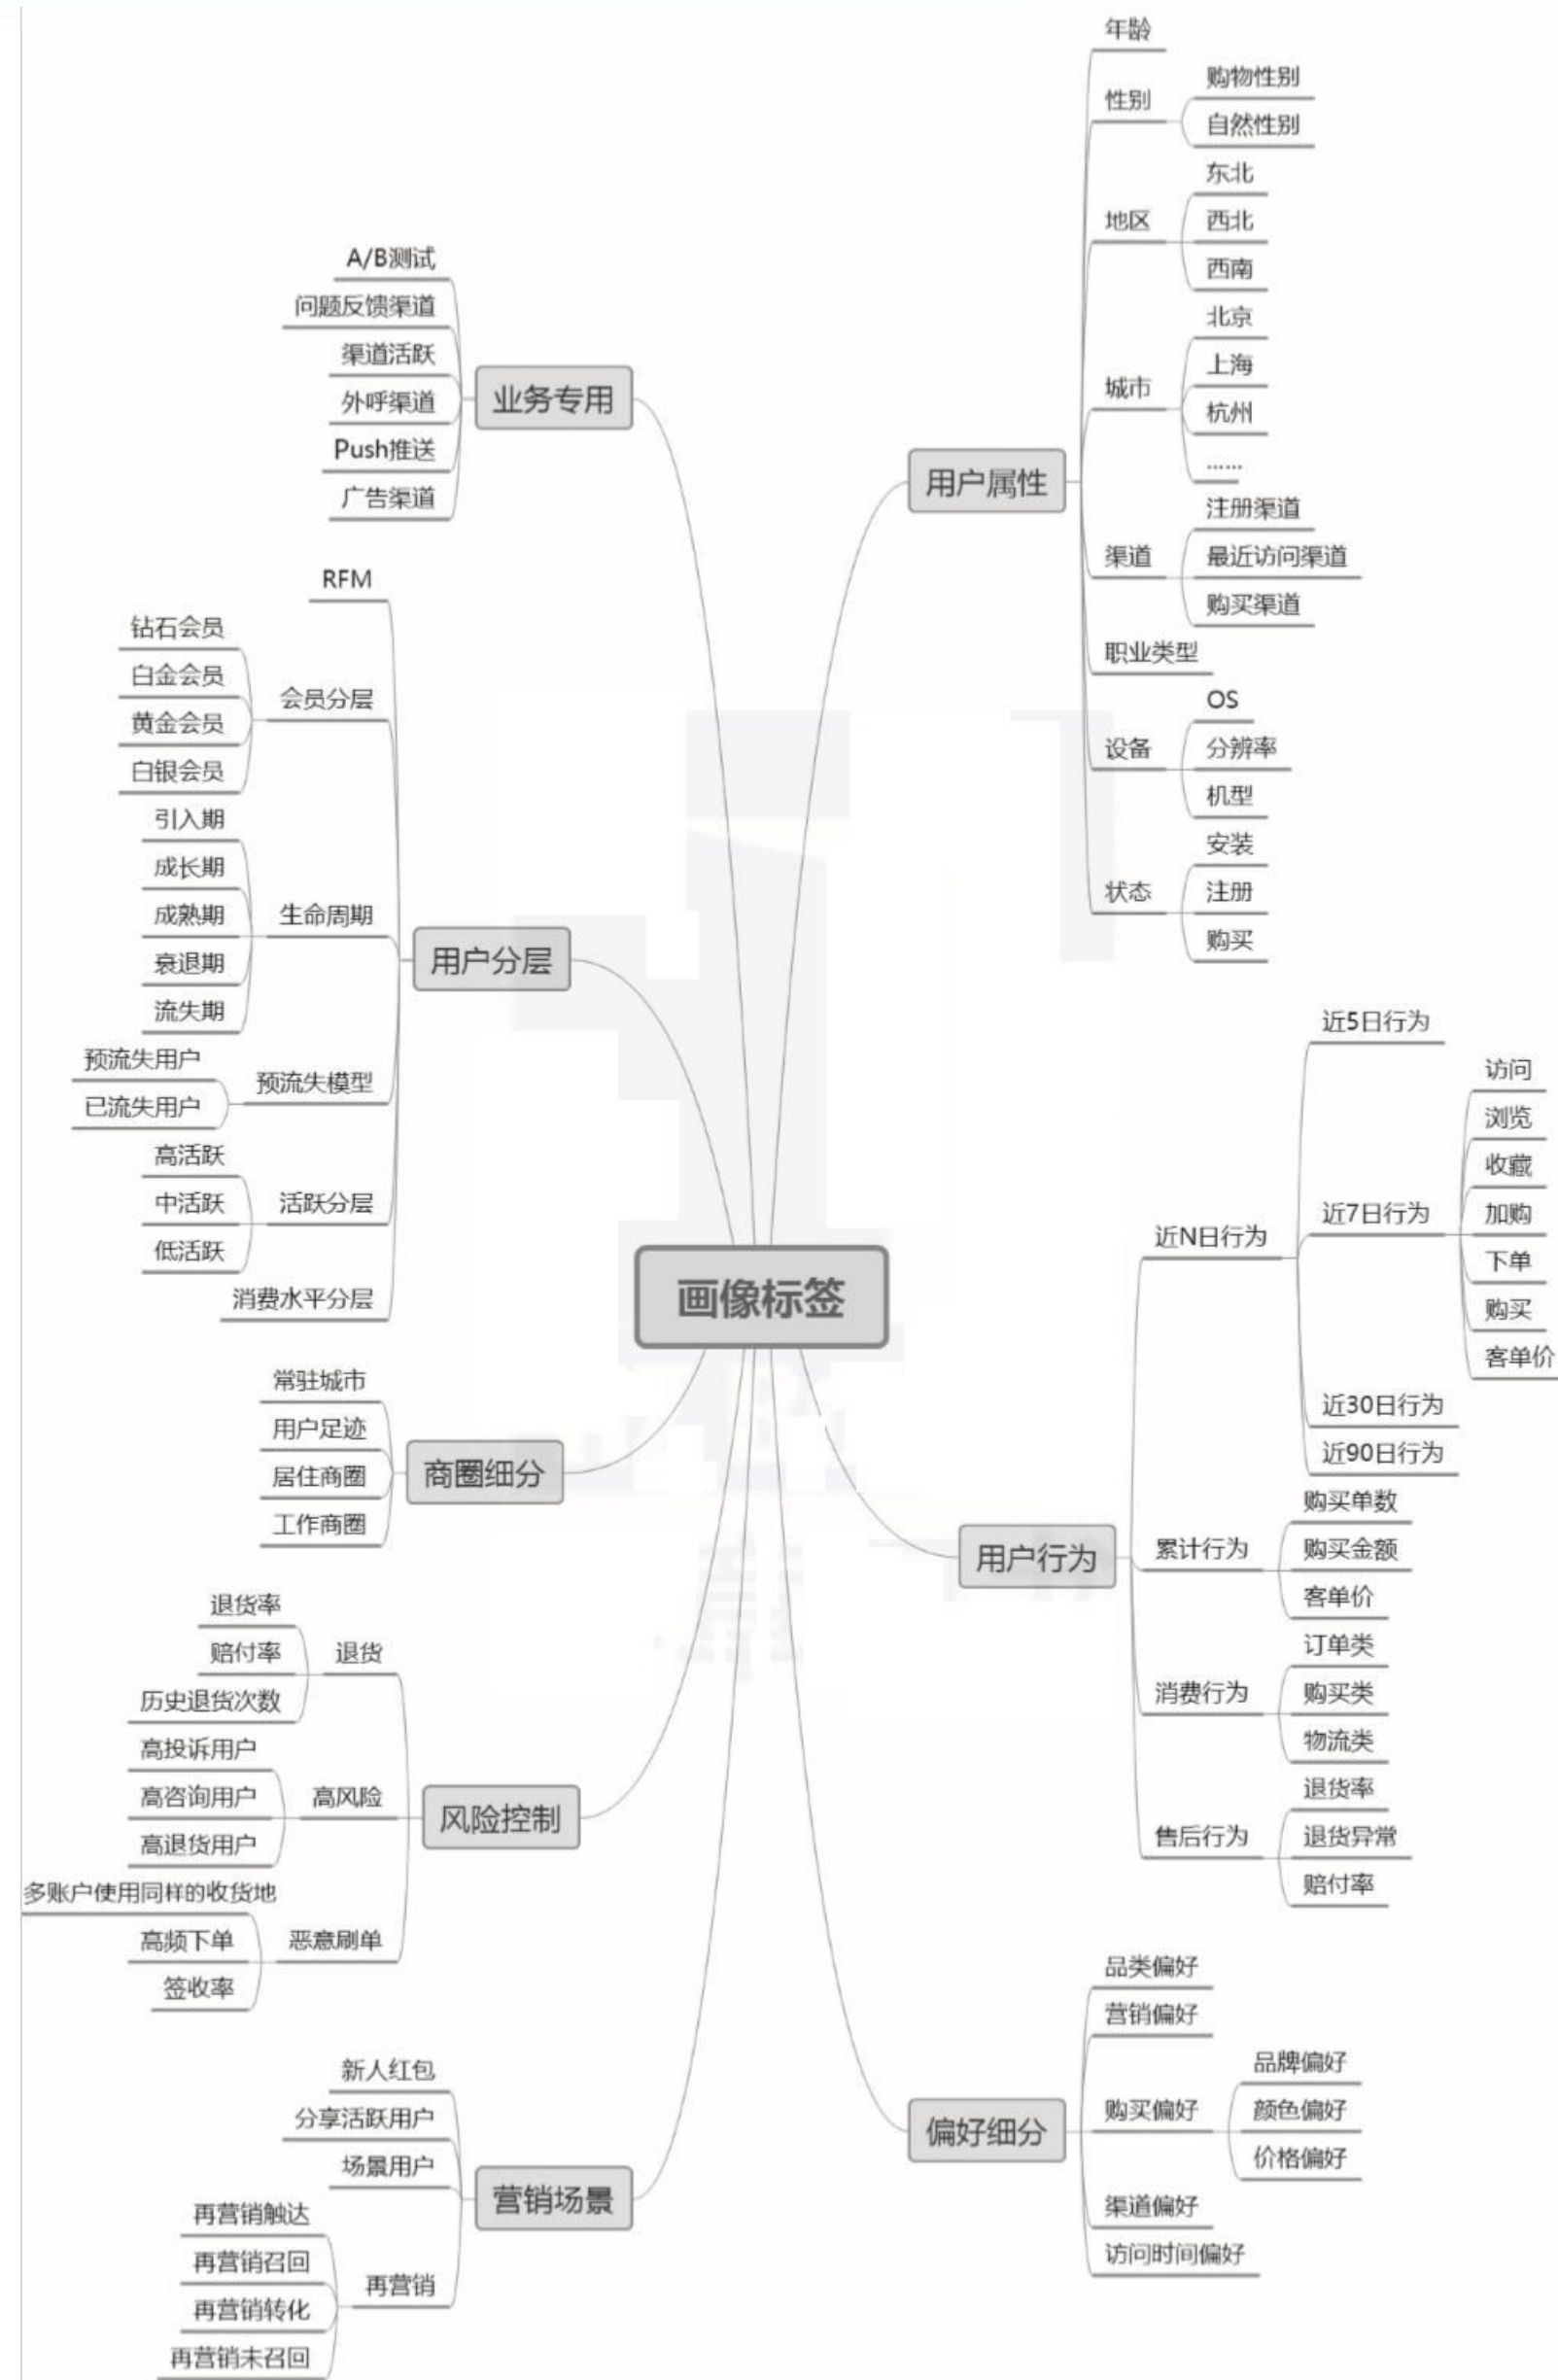 画像标签
用户属性
年龄
性别
购物性别
自然性别
地区
东北
西北
西南
城市
北京
上海
杭州
……
渠道
注册渠道
最近访问渠道
购买渠道
职业类型
设备
OS
分辨率
机型
状态
安装
注册
购买
用户行为
近N日行为
近5日行为
近7日行为
访问
浏览
收藏
加购
下单
购买
客单价
近30日行为
近90日行为
累计行为
购买单数
购买金额
客单价
消费行为
订单类
购买类
物流类
售后行为
退货率
退货异常
赔付率
偏好细分
品类偏好
营销偏好
购买偏好
品牌偏好
颜色偏好
价格偏好
渠道偏好
访问时间偏好
业务专用
A/B测试
问题反馈渠道
渠道活跃
外呼渠道
Push推送
广告渠道
用户分层
RFM
会员分层
钻石会员
白金会员
黄金会员
白银会员
生命周期
引入期
成长期
成熟期
衰退期
流失期
预流失模型
预流失用户
已流失用户
活跃分层
高活跃
中活跃
低活跃
消费水平分层
商圈细分
常驻城市
用户足迹
居住商圈
工作商圈
风险控制
退货
退货率
赔付率
历史退货次数
高风险
高投诉用户
高咨询用户
高退货用户
恶意刷单
多账户使用同样的收货地
高频下单
签收率
营销场景
新人红包
分享活跃用户
场景用户
再营销
再营销触达
再营销召回
再营销转化
再营销未召回